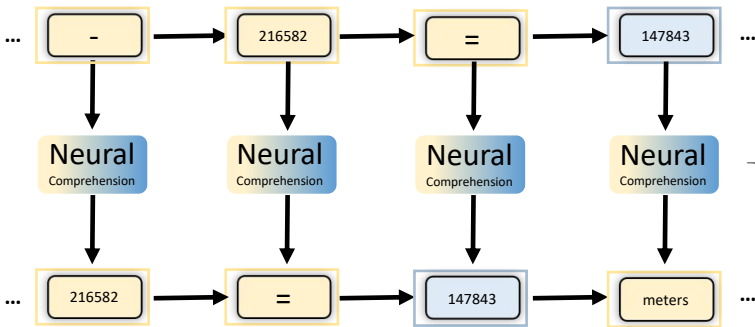 ... - 216582 = 147843 ...
Neural Neural Neural Neural
Comprehension Comprehension Comprehension Comprehension
... 216582 = 147843 meters ...